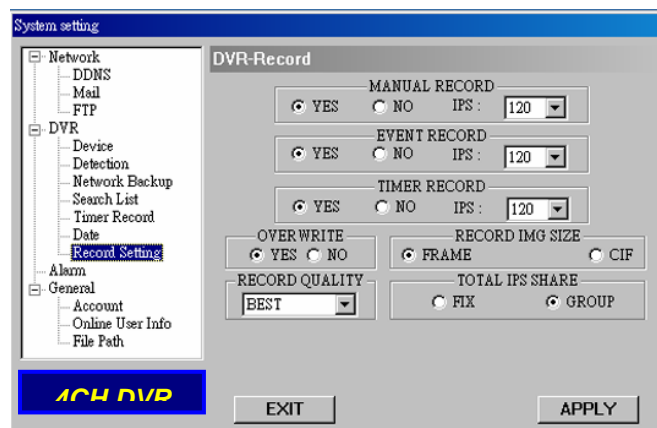 System setting
Network
DDNS
Mail
FTP
DVR
Device
Detection
Network Backup
Search List
Timer Record
Date
Record Setting
Alarm
General
Account
Online User Info
File Path
4CH DVR
DVR-Record
MANUAL RECORD
YES NO IPS : 120
EVENT RECORD
YES NO IPS : 120
TIMER RECORD
YES NO IPS : 120
OVERWRITE
YES NO
RECORD IMG SIZE
FRAME CIF
RECORD QUALITY
BEST
TOTAL IPS SHARE
FIX GROUP
EXIT APPLY